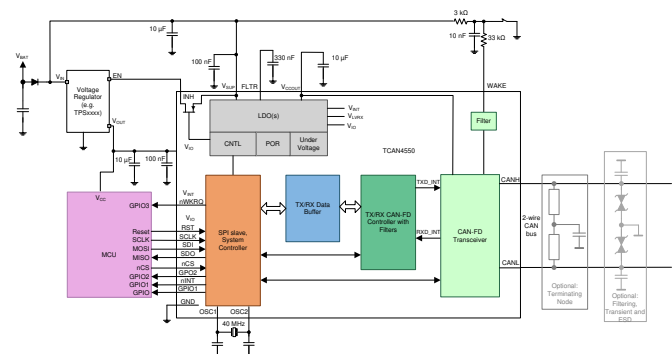 3 kΩ
10 µF
10 nF
33 kΩ
VBAT
100 nF
330 nF
10 µF
VIN
EN
Voltage
Regulator
(e.g.
TPSxxxx)
INH
VSUP
FLTR
VCCOUT
WAKE
VOUT
LDO(s)
VINT
VLVRX
VIO
Filter
VIO
CNTL
POR
Under
Voltage
TCAN4550
10 µF
100 nF
VCC
MCU
GPIO3
VINT
nWKRQ
VIO
Reset
RST
SCLK
SCLK
MOSI
SDI
MISO
SDO
nCS
nCS
GPIO2
GPO2
GPIO1
nINT
GPIO
GPIO1
GND
SPI slave,
System
Controller
TX/RX Data
Buffer
TX/RX CAN-FD
Controller with
Filters
TXD_INT
RXD_INT
CAN-FD
Transceiver
CANH
2-wire
CAN
bus
CANL
OSC1
OSC2
40 MHz
Optional:
Terminating
Node
Optional:
Filtering,
Transient and
ESD